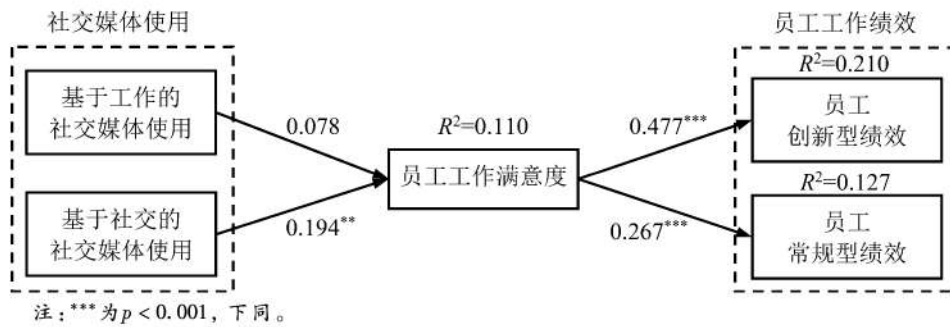 社交媒体使用
员工工作绩效
基于工作的
社交媒体使用
0.078
基于社交的
社交媒体使用
0.194**
R²=0.110
员工工作满意度
0.477***
0.267***
R²=0.210
员工
创新型绩效
R²=0.127
员工
常规型绩效
注:***为p<0.001,下同。